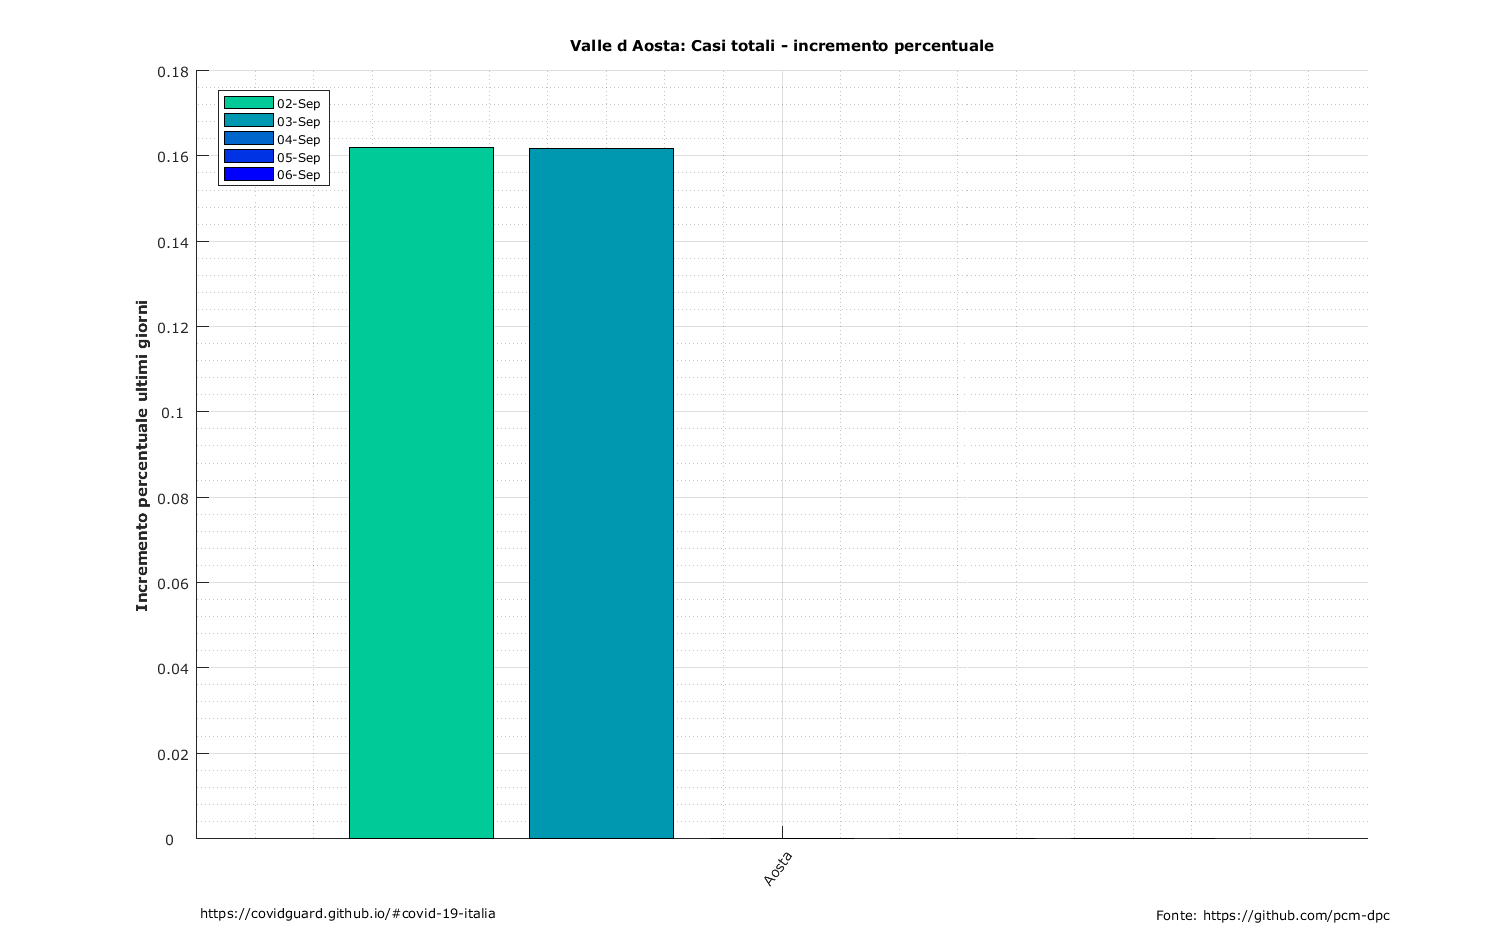 Valle d Aosta: Casi totali - incremento percentuale
0.18
0.16
0.14
0.12
0.1
0.08
0.06
0.04
0.02
0
02-Sep
03-Sep
04-Sep
05-Sep
06-Sep
Incremento percentuale ultimi giorni
Aosta
https://covidguard.github.io/#covid-19-italia
Fonte: https://github.com/pcm-dpc